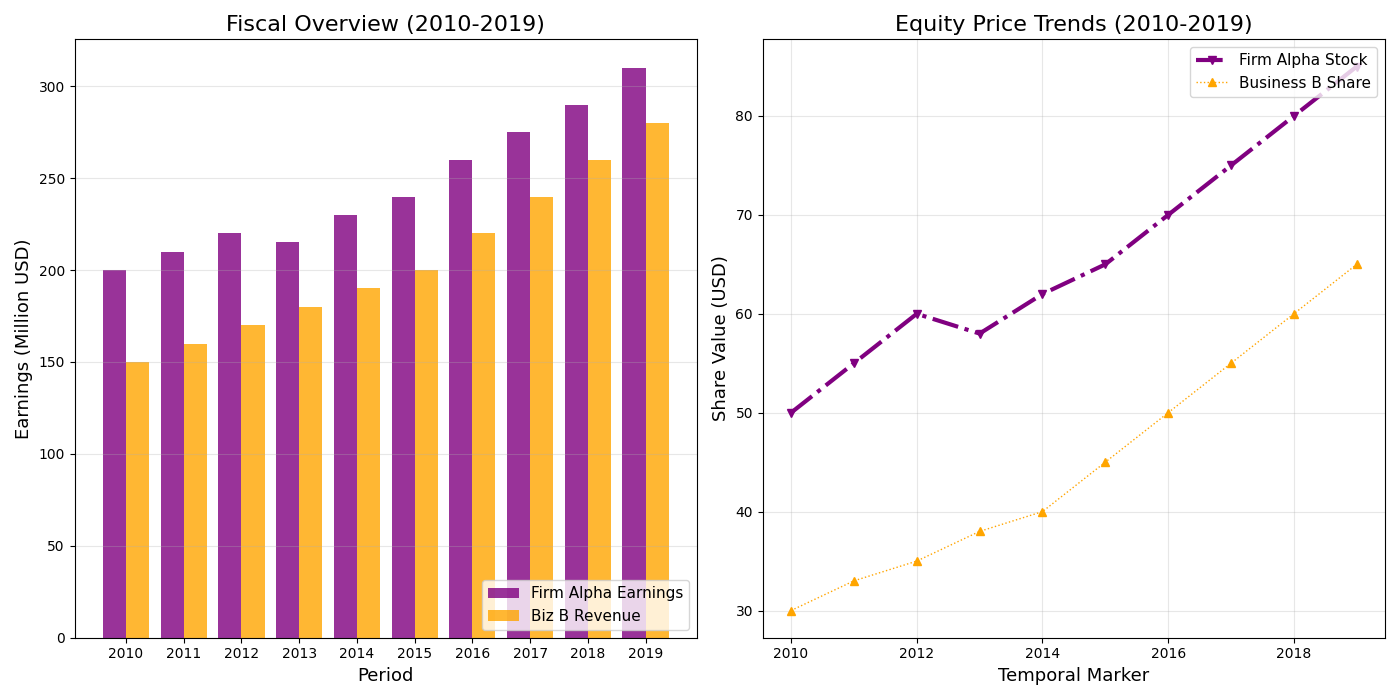 Fiscal Overview (2010-2019)
Earnings (Million USD)
300
250
200
150
100
50
0
2010 2011 2012 2013 2014 2015 2016 2017 2018 2019
Period
Firm Alpha Earnings
Biz B Revenue
Equity Price Trends (2010-2019)
Share Value (USD)
80
70
60
50
40
30
2010 2012 2014 2016 2018
Temporal Marker
Firm Alpha Stock
Business B Share